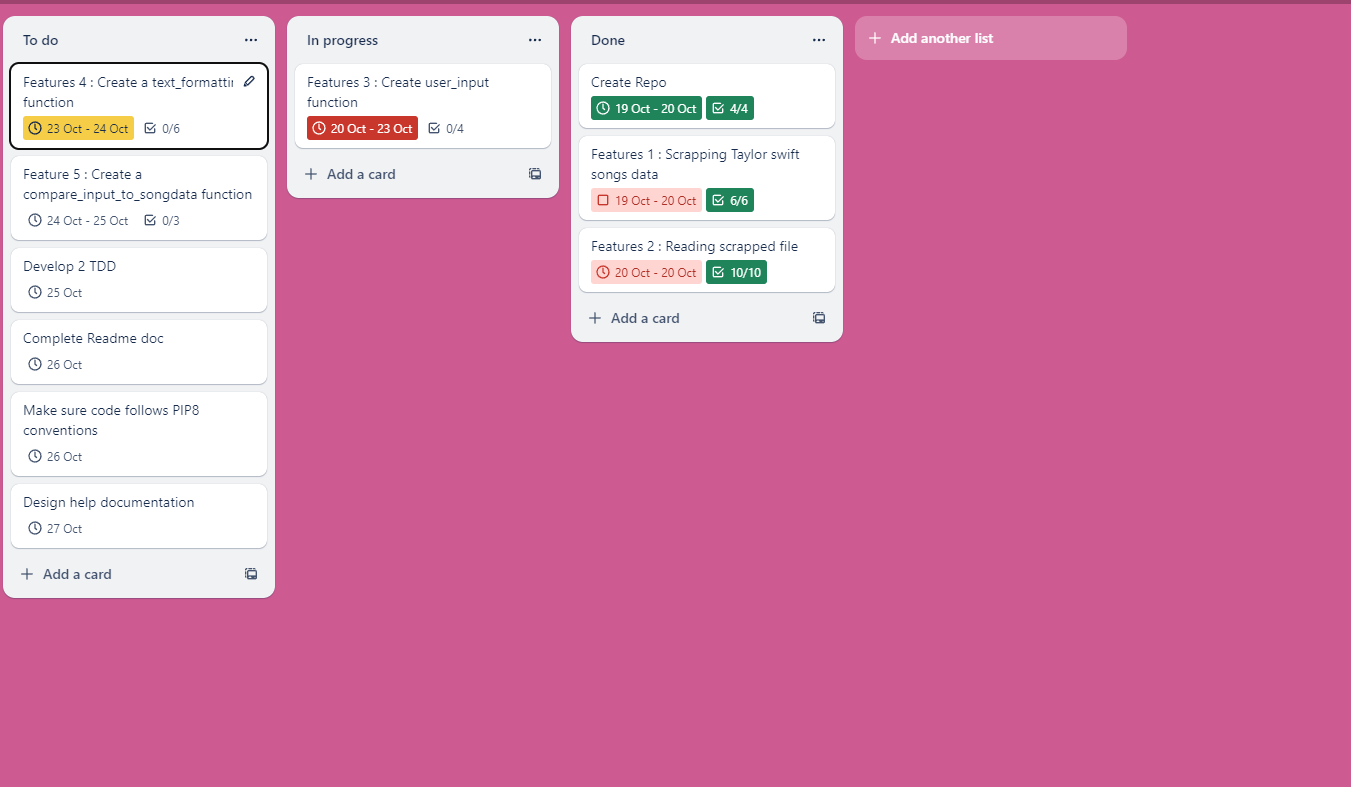 To do
Features 4 : Create a text_formattin
function
23 Oct - 24 Oct
0/6
Feature 5 : Create a
compare_input_to_songdata function
24 Oct - 25 Oct
0/3
Develop 2 TDD
25 Oct
Complete Readme doc
26 Oct
Make sure code follows PIP8
conventions
26 Oct
Design help documentation
27 Oct
Add a card
In progress
Features 3 : Create user_input
function
20 Oct - 23 Oct
0/4
Add a card
Done
Create Repo
19 Oct - 20 Oct
4/4
Features 1 : Scrapping Taylor swift
songs data
19 Oct - 20 Oct
6/6
Features 2 : Reading scrapped file
20 Oct - 20 Oct
10/10
Add a card
Add another list